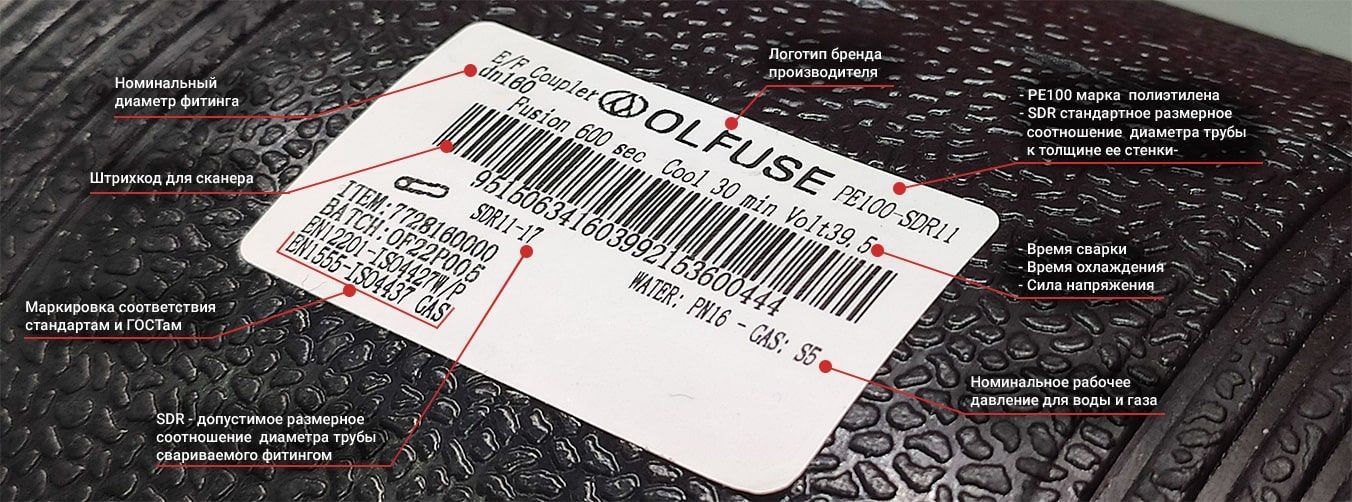 Номинальный
диаметр фитинга
Штрихкод для сканера
Маркировка соответствия
стандартам и ГОСТам
SDR - допустимое размерное
соотношение диаметра трубы
свариваемого фитингом
Логотип бренда
производителя
- PE100 марка полиэтилена
- SDR стандартное размерное
соотношение диаметра трубы
к толщине ее стенки-
- Время сварки
- Время охлаждения
- Сила напряжения
Номинальное рабочее
давление для воды и газа
E/F Coupler
dn160
OLFUSE
PE100-SDR11
Fusion 600 sec Cool 30 min Volt39.5
951606341603992153600444
SDR11-17
ITEM:7728160000
BATCH:OF22P005
EN12201-ISO4427W/P
EN1555-ISO4437 GAS
WATER: PN16 - GAS: S5